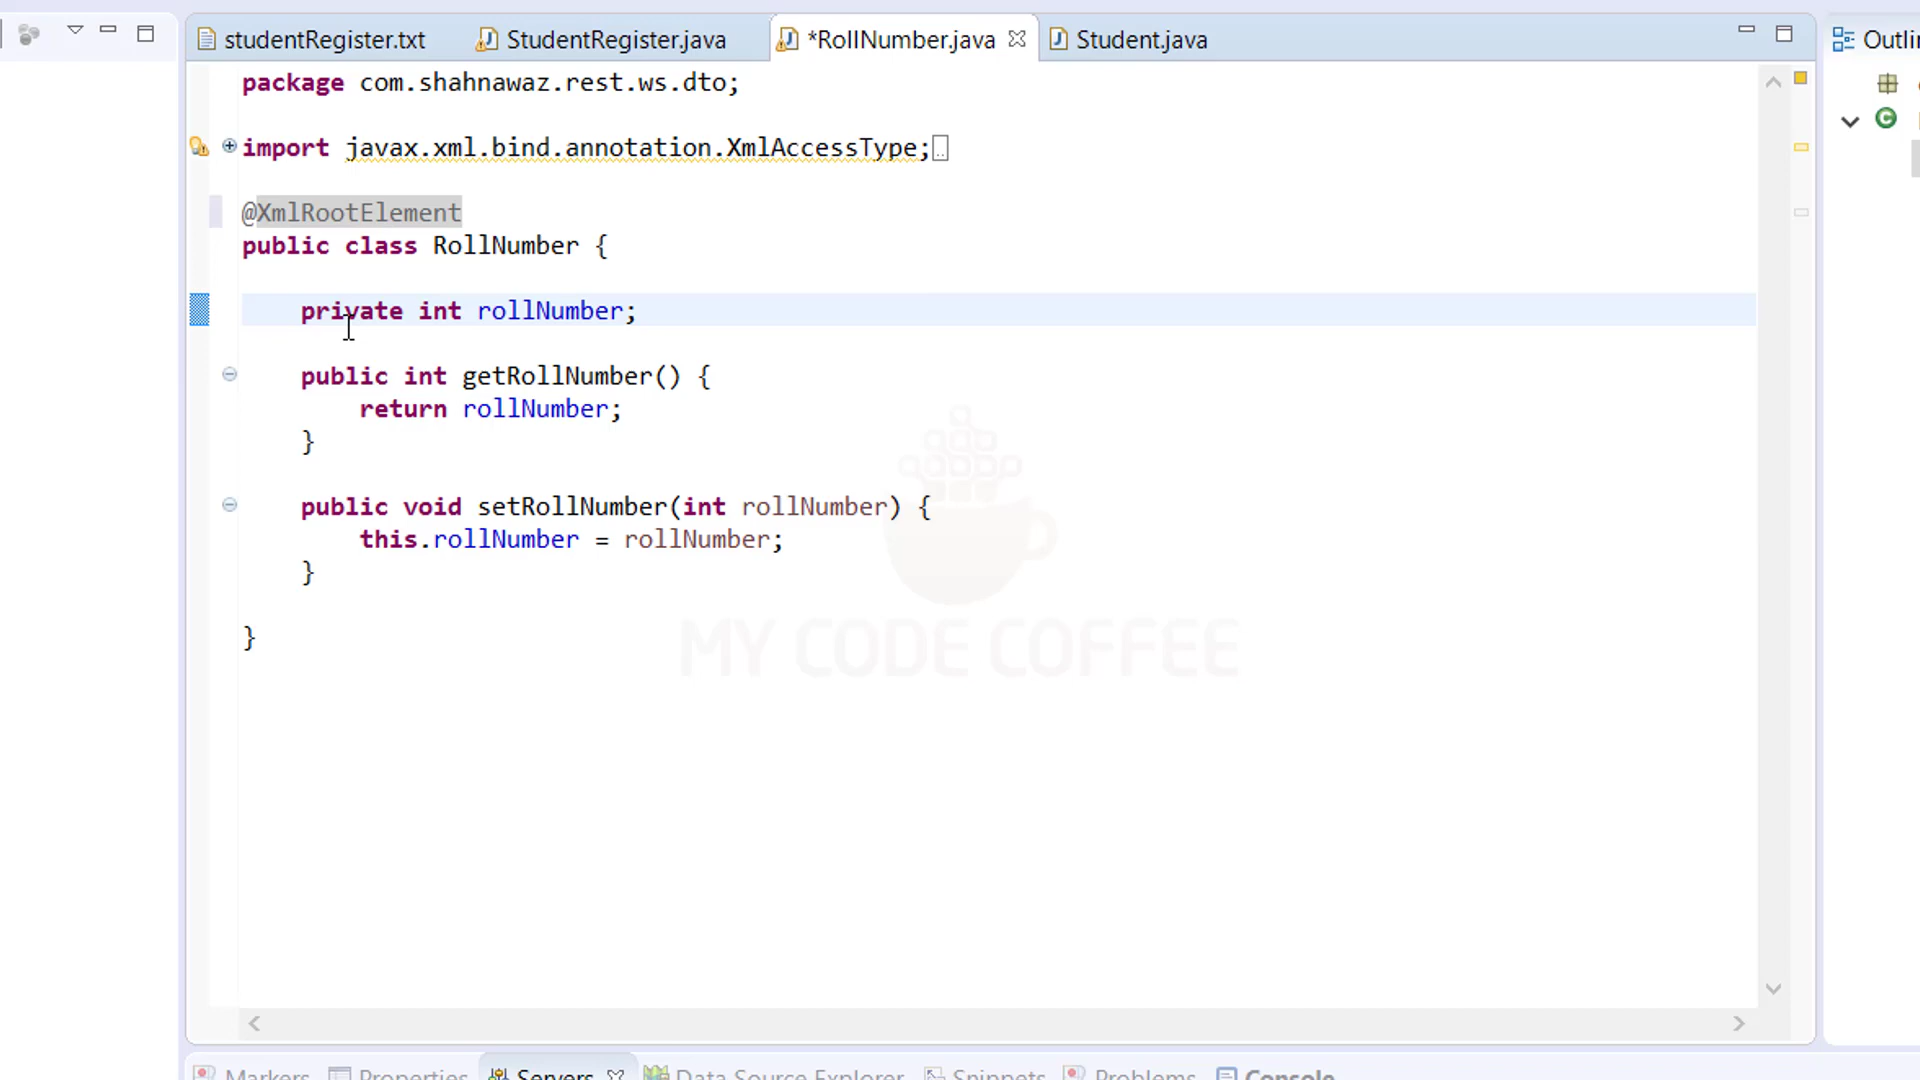 studentRegister.txt StudentRegister.java *RollNumber.java Student.java Outli
package com.shahnawaz.rest.ws.dto;
import javax.xml.bind.annotation.XmlAccessType;
@XmlRootElement
public class RollNumber {
private int rollNumber;
public int getRollNumber() {
return rollNumber;
}
public void setRollNumber(int rollNumber) {
this.rollNumber = rollNumber;
}
}
MY CODE COFFEE
Markers Properties Servers Data Source Explorer Snippets Problems Console